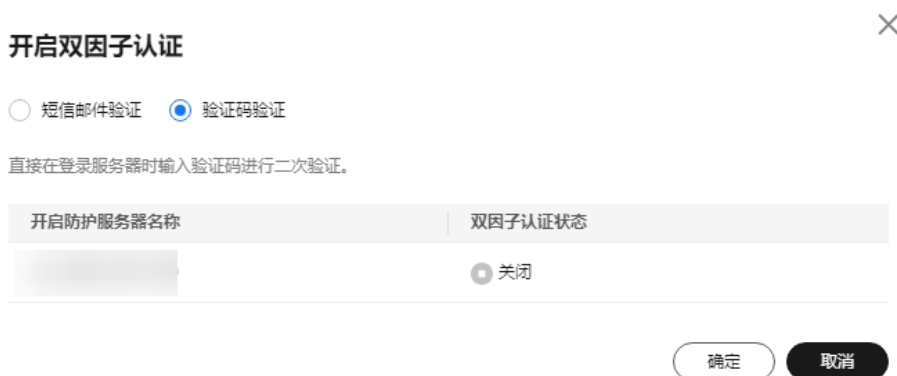 开启双因子认证
短信邮件验证 验证码验证
直接在登录服务器时输入验证码进行二次验证。
开启防护服务器名称 双因子认证状态
关闭
确定 取消